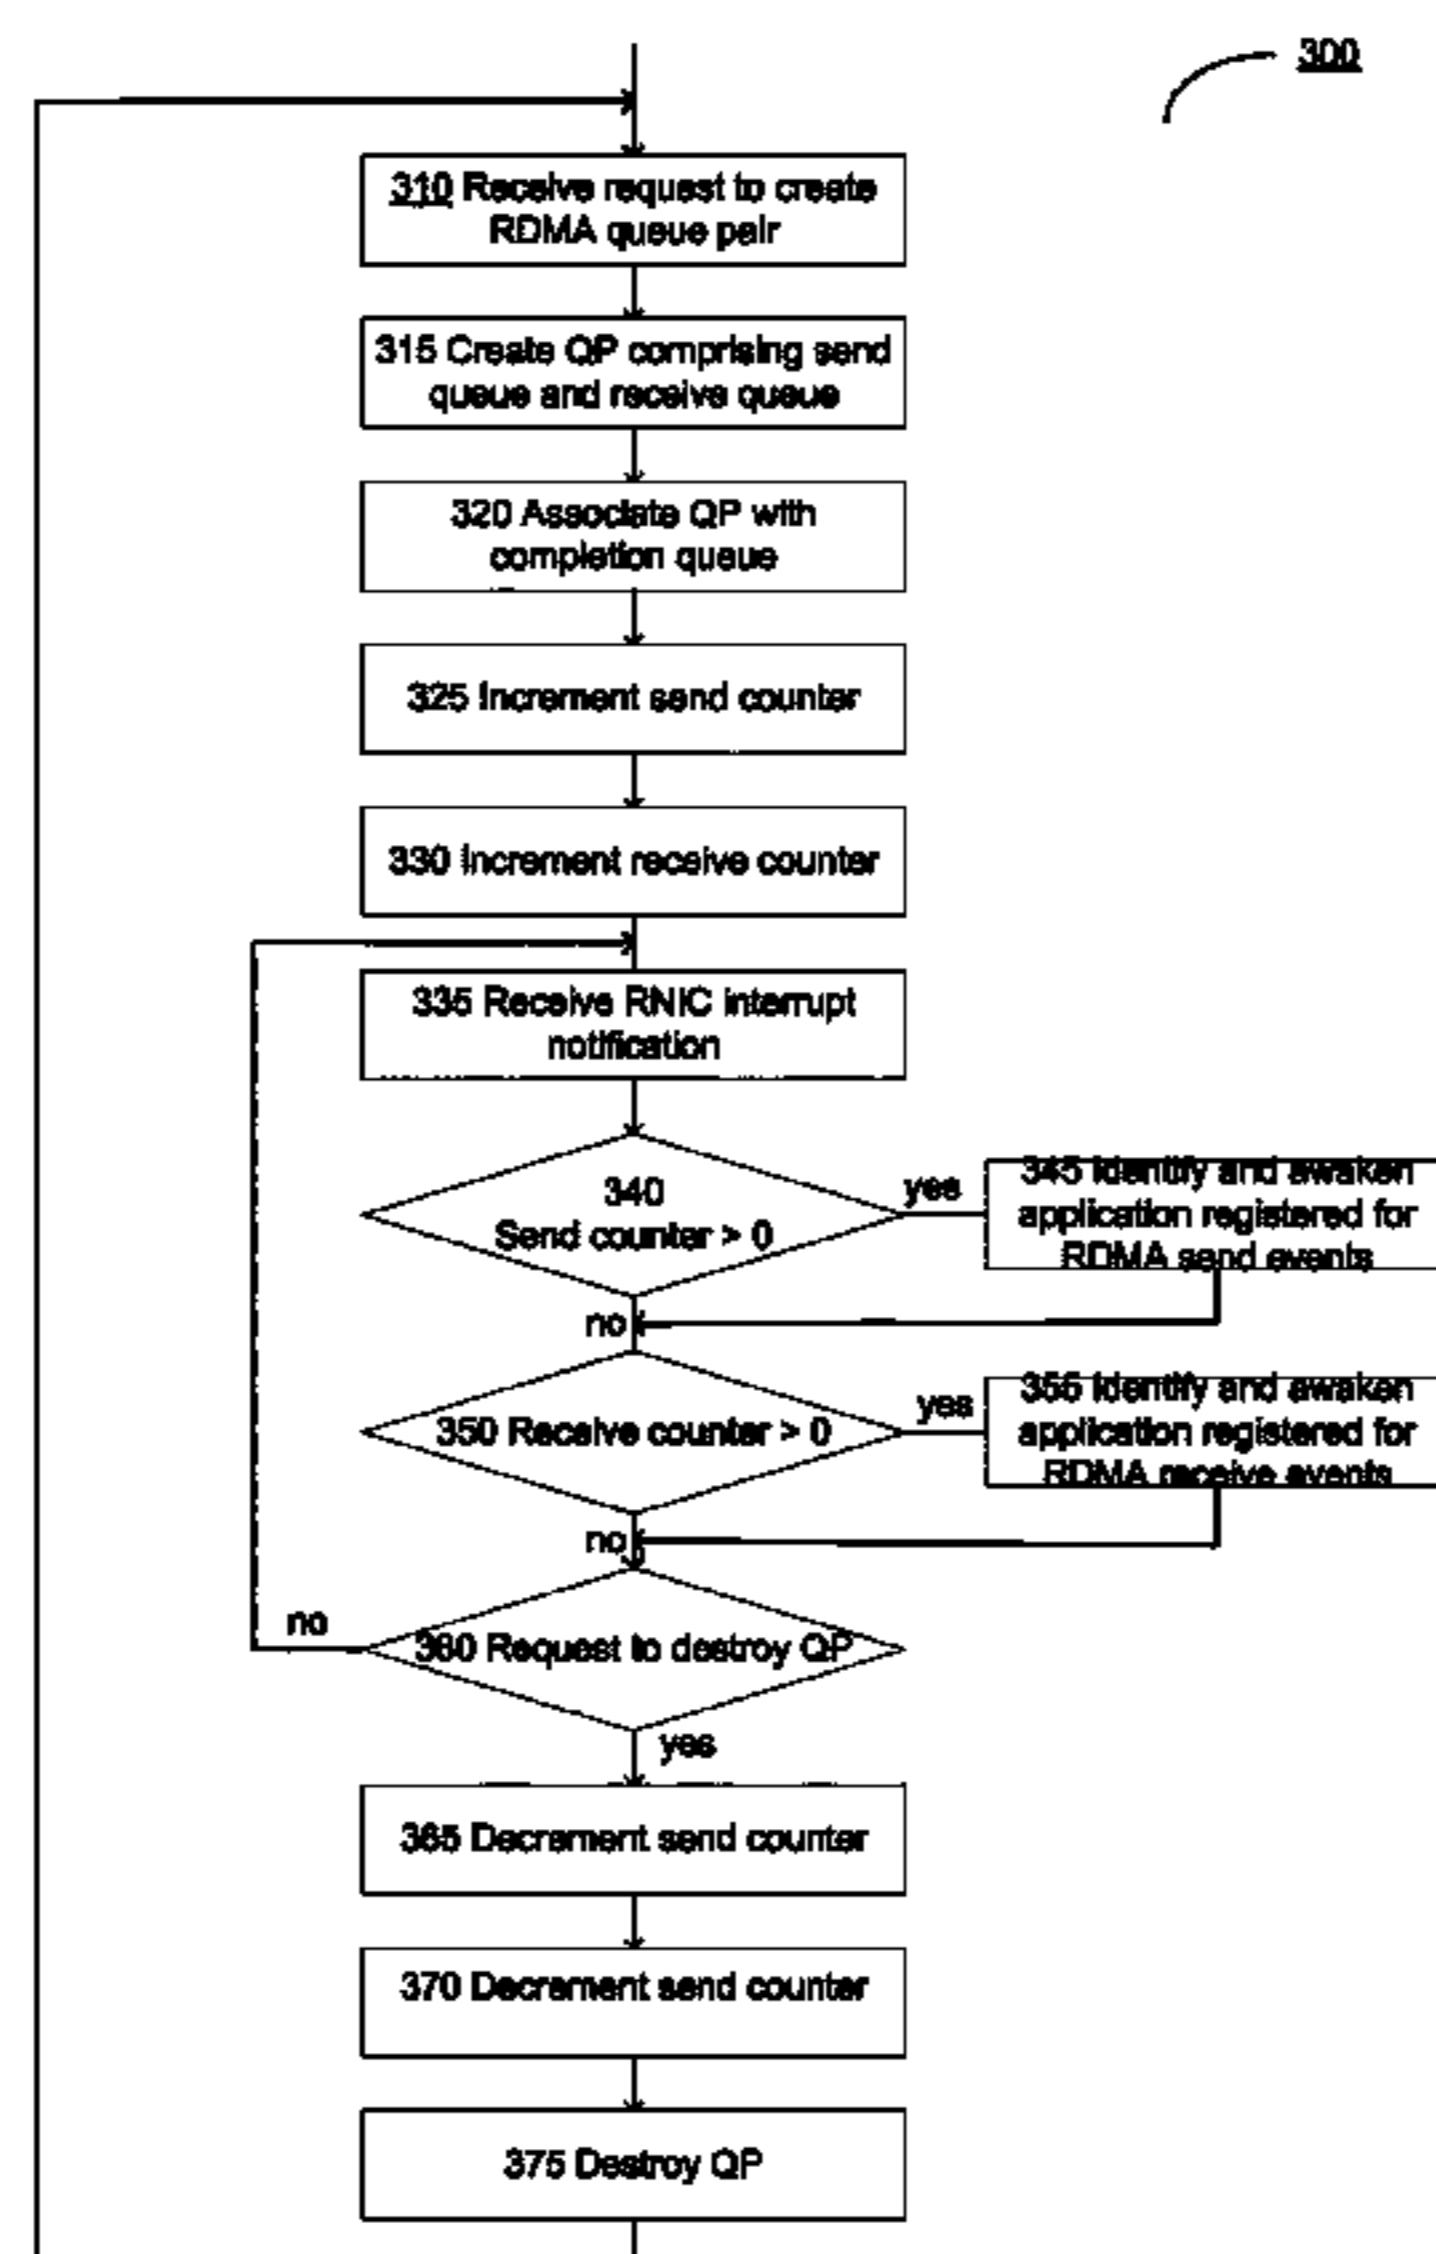 300
310 Receive request to create
RDMA queue pair
315 Create QP comprising send
queue and receive queue
320 Associate QP with
completion queue
325 Increment send counter
330 Increment receive counter
335 Receive RNIC interrupt
notification
340
Send counter > 0
yes
345 Identify and awaken
application registered for
RDMA send events
no
350 Receive counter > 0
yes
355 Identify and awaken
application registered for
RDMA receive events
no
360 Request to destroy QP
no
yes
365 Decrement send counter
370 Decrement send counter
375 Destroy QP